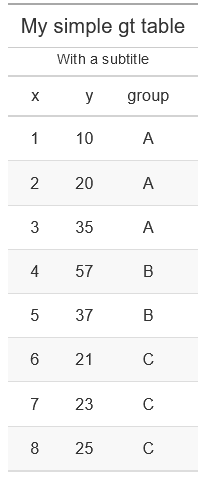 My simple gt table
With a subtitle
x y group
1 10 A
2 20 A
3 35 A
4 57 B
5 37 B
6 21 C
7 23 C
8 25 C